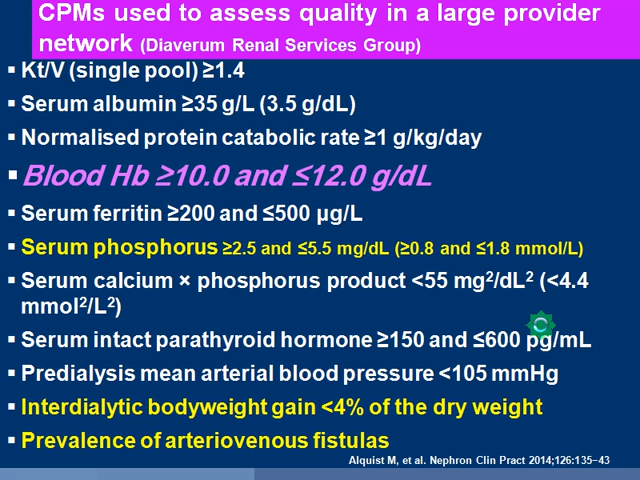 CPMs used to assess quality in a large provider
network (Diaverum Renal Services Group)
▪ Kt/V (single pool) ≥1.4
▪ Serum albumin ≥35 g/L (3.5 g/dL)
▪ Normalised protein catabolic rate ≥1 g/kg/day
▪ Blood Hb ≥10.0 and ≤12.0 g/dL
▪ Serum ferritin ≥200 and ≤500 µg/L
▪ Serum phosphorus ≥2.5 and ≤5.5 mg/dL (≥0.8 and ≤1.8 mmol/L)
▪ Serum calcium × phosphorus product <55 mg²/dL² (<4.4
mmol²/L²)
▪ Serum intact parathyroid hormone ≥150 and ≤600 pg/mL
▪ Predialysis mean arterial blood pressure <105 mmHg
▪ Interdialytic bodyweight gain <4% of the dry weight
▪ Prevalence of arteriovenous fistulas
Alquist M, et al. Nephron Clin Pract 2014;126:135–43